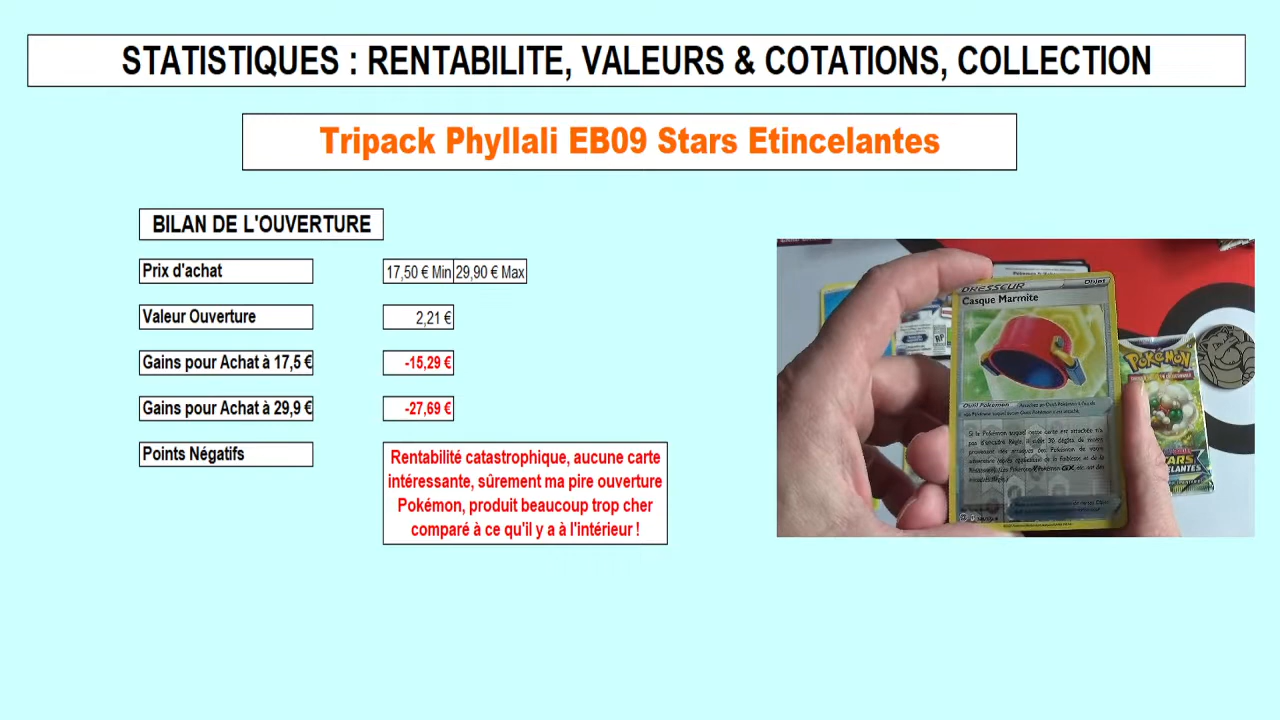 STATISTIQUES : RENTABILITE, VALEURS & COTATIONS, COLLECTION
Tripack Phyllali EB09 Stars Etincelantes
BILAN DE L'OUVERTURE
Prix d'achat
17,50 € Min 29,90 € Max
Valeur Ouverture
2,21 €
Gains pour Achat à 17,5 €
-15,29 €
Gains pour Achat à 29,9 €
-27,69 €
Points Négatifs
Rentabilité catastrophique, aucune carte
intéressante, sûrement ma pire ouverture
Pokémon, produit beaucoup trop cher
comparé à ce qu'il y a à l'intérieur !
DRESSEUR Objet
Casque Marmite
Outil Pokémon
POKÉMON